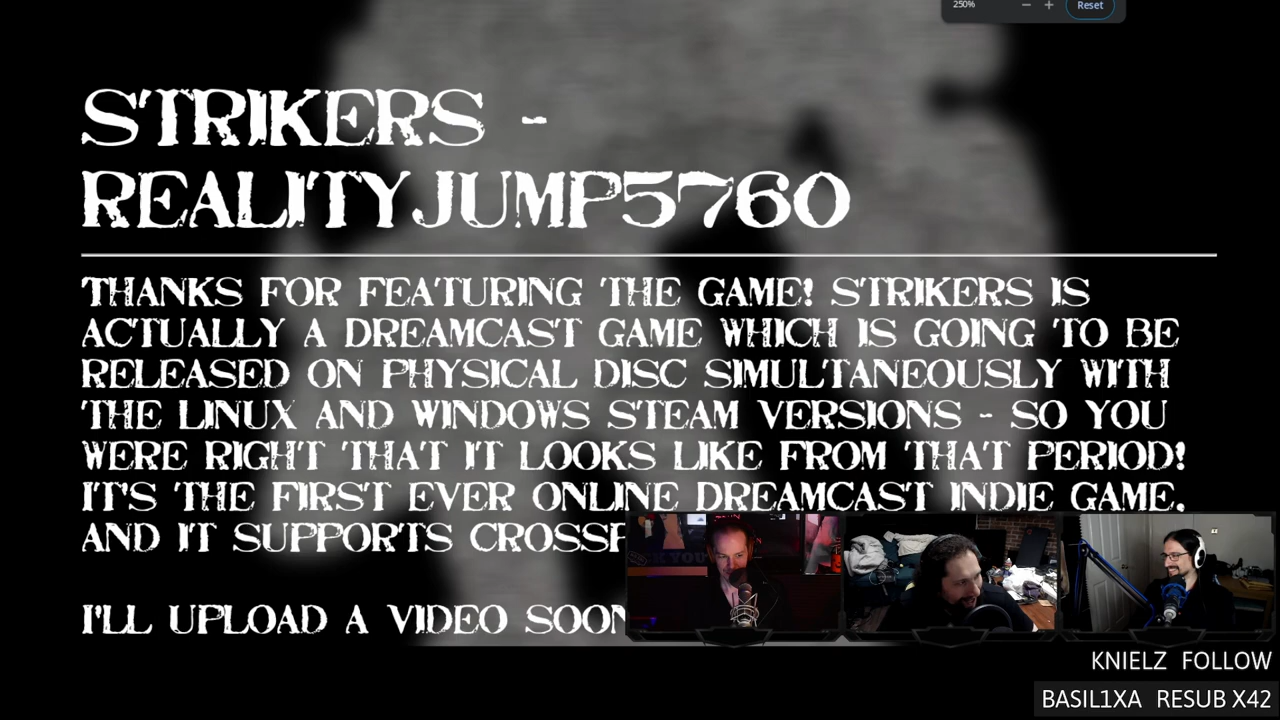 250%
Reset
STRIKERS -
REALITYJUMP5760
THANKS FOR FEATURING THE GAME! STRIKERS IS
ACTUALLY A DREAMCAST GAME WHICH IS GOING TO BE
RELEASED ON PHYSICAL DISC SIMULTANEOUSLY WITH
THE LINUX AND WINDOWS STEAM VERSIONS - SO YOU
WERE RIGHT THAT IT LOOKS LIKE FROM THAT PERIOD!
IT'S THE FIRST EVER ONLINE DREAMCAST INDIE GAME,
AND IT SUPPORTS
I'LL UPLOAD A VIDEO SOON
KNIELZ FOLLOW
BASIL1XA RESUB X42